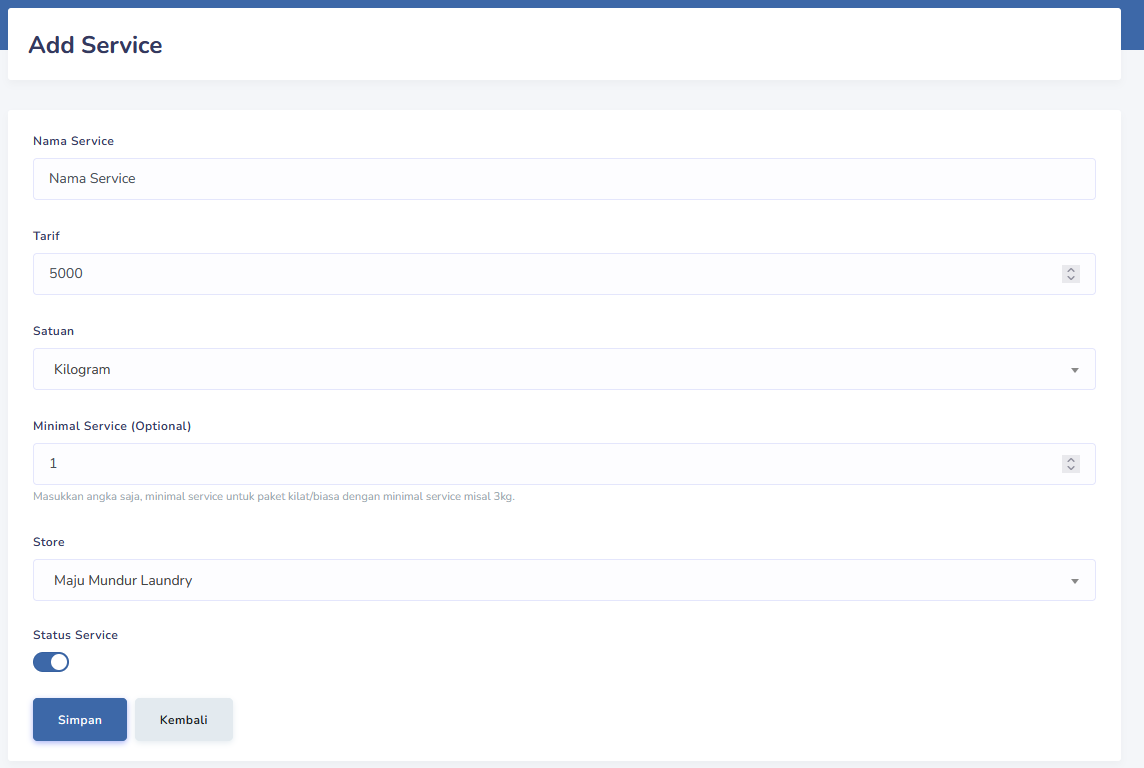 Add Service
Nama Service
Nama Service
Tarif
5000
Satuan
Kilogram
Minimal Service (Optional)
1
Masukkan angka saja, minimal service untuk paket kilat/biasa dengan minimal service misal 3kg.
Store
Maju Mundur Laundry
Status Service
Simpan
Kembali